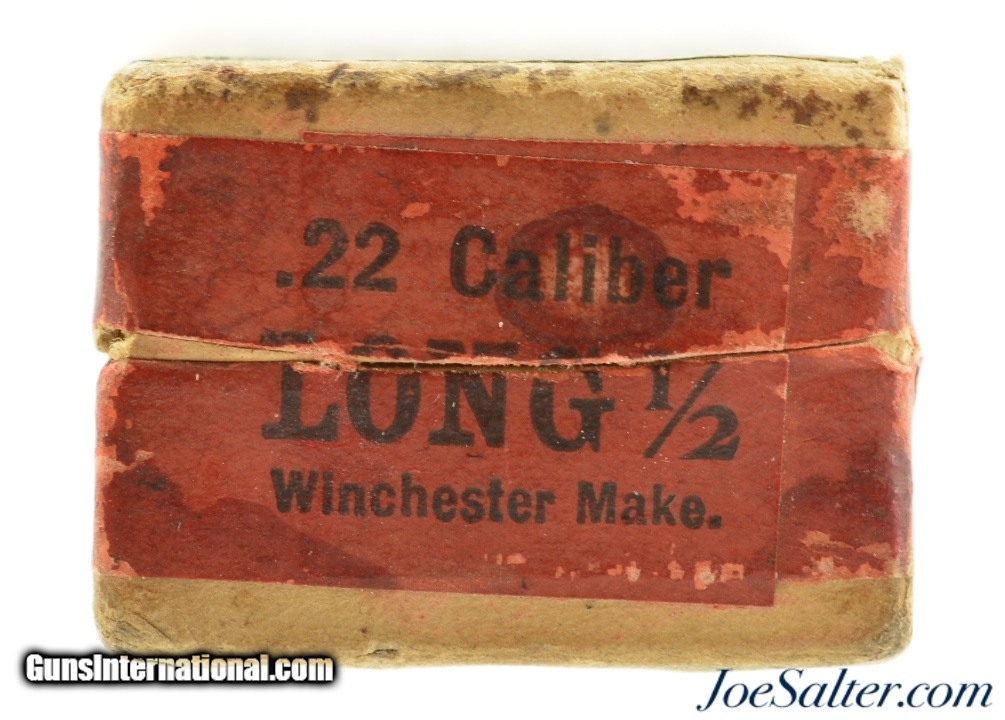 .22 Caliber
LONG 1/2
Winchester Make.
GunsInternational.com
JoeSalter.com